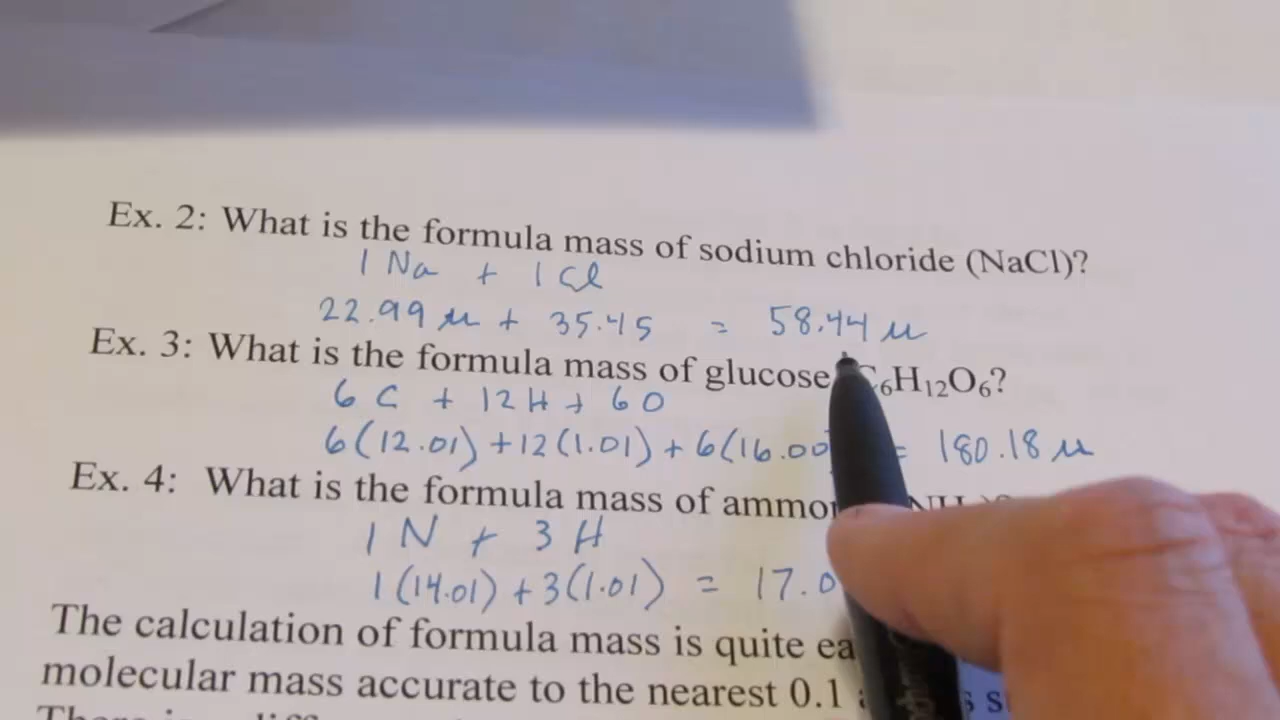 Ex. 2: What is the formula mass of sodium chloride (NaCl)?
1 Na + 1 Cl
22.99 u + 35.45 = 58.44 u
Ex. 3: What is the formula mass of glucose C6H12O6?
6 C + 12 H + 6 O
6(12.01) + 12(1.01) + 6(16.00 = 180.18 u
Ex. 4: What is the formula mass of
1 N + 3 H
1(14.01) + 3(1.01) = 17.0
The calculation of formula mass is quite
molecular mass accurate to the nearest 0.1